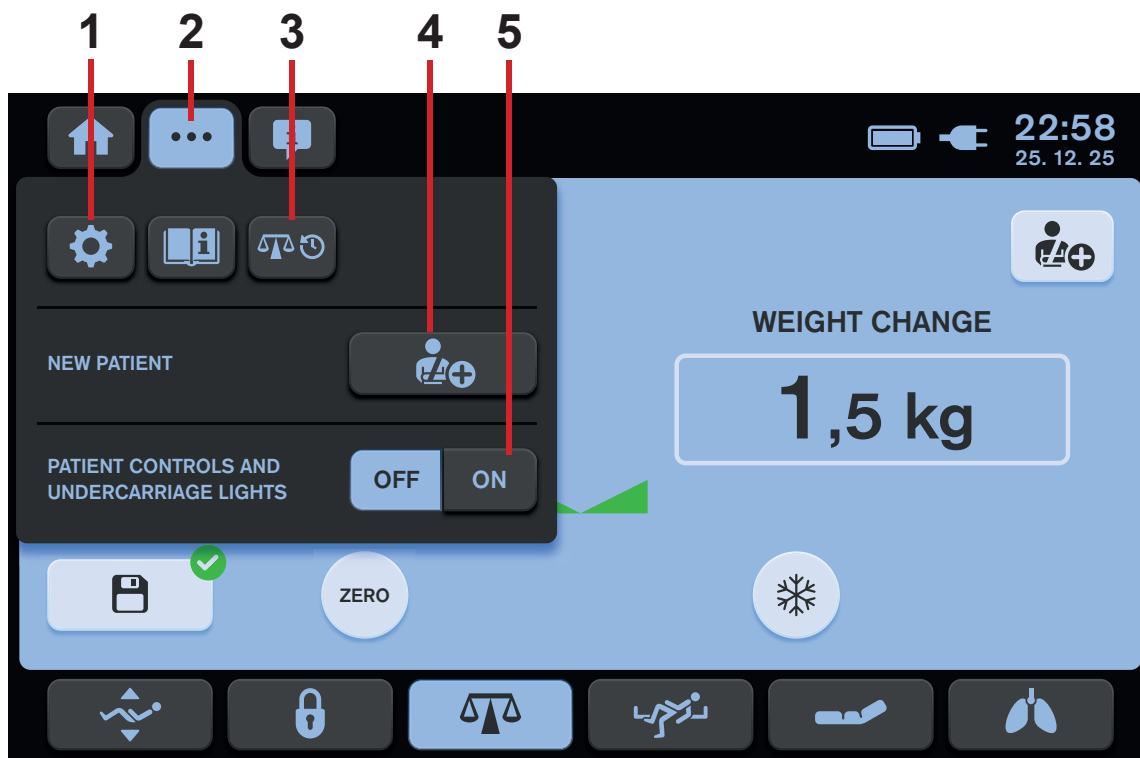 1 2 3 4 5
22:58
25. 12. 25
i
WEIGHT CHANGE
1,5 kg
NEW PATIENT
PATIENT CONTROLS AND
UNDERCARRIAGE LIGHTS
OFF ON
ZERO